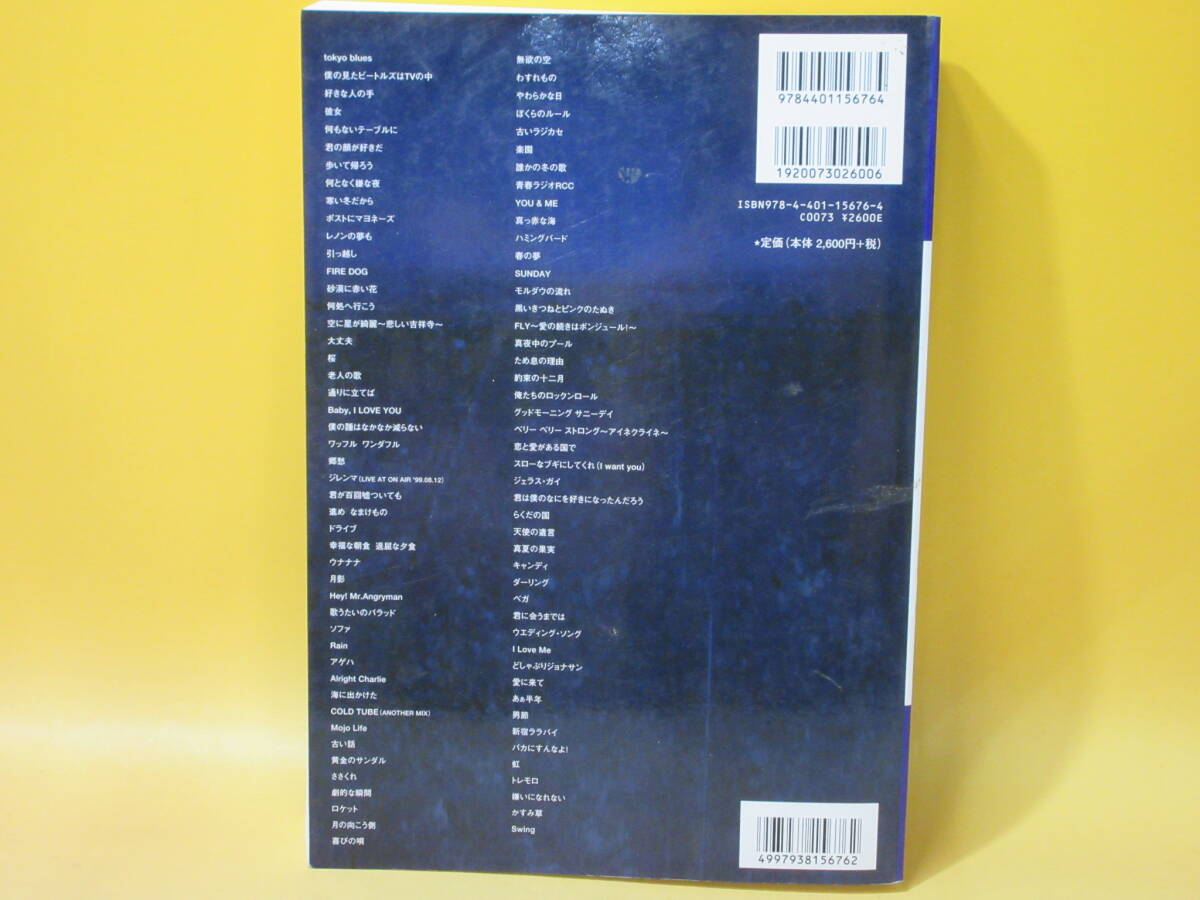 tokyo blues
僕の見たビートルズはTVの中
好きな人の手
彼女
何もないテーブルに
君の顔が好きだ
歩いて帰ろう
何となく嫌な夜
寒い冬だから
ポストにマヨネーズ
レノンの夢も
引っ越し
FIRE DOG
砂漠に赤い花
何処へ行こう
空に星が綺麗〜悲しい吉祥寺〜
大丈夫
桜
老人の歌
通りに立てば
Baby, I LOVE YOU
僕の踵はなかなか減らない
ワッフル ワンダフル
郷愁
ジレンマ(LIVE AT ON AIR '99.08.12)
君が百回嘘ついても
進め なまけもの
ドライブ
幸福な朝食 退屈な夕食
ウナナナ
月影
Hey! Mr.Angryman
歌うたいのバラッド
ソファ
Rain
アゲハ
Alright Charlie
海に出かけた
COLD TUBE(ANOTHER MIX)
Mojo Life
古い話
黄金のサンダル
ささくれ
劇的な瞬間
ロケット
月の向こう側
喜びの唄
無欲の空
わすれもの
やわらかな日
ぼくらのルール
古いラジカセ
楽園
誰かの冬の歌
青春ラジオRCC
YOU & ME
真っ赤な海
ハミングバード
春の夢
SUNDAY
モルダウの流れ
黒いきつねとピンクのたぬき
FLY〜愛の続きはボンジュール!〜
真夜中のプール
ため息の理由
約束の十二月
俺たちのロックンロール
グッドモーニング サニーデイ
ベリー ベリー ストロング〜アイネクライネ〜
恋と愛がある国で
スローなブギにしてくれ(I want you)
ジェラス・ガイ
君は僕のなにを好きになったんだろう
らくだの国
天使の遺言
真夏の果実
キャンディ
ダーリング
ベガ
君に会うまでは
ウエディング・ソング
I Love Me
どしゃぶりジョナサン
愛に来て
あぁ半年
男節
新宿ララバイ
バカにすんなよ!
虹
トレモロ
嫌いになれない
かすみ草
Swing
9784401156764
1920073026006
ISBN978-4-401-15676-4
C0073 ¥2600E
★定価(本体 2,600円+税)
4997938156762